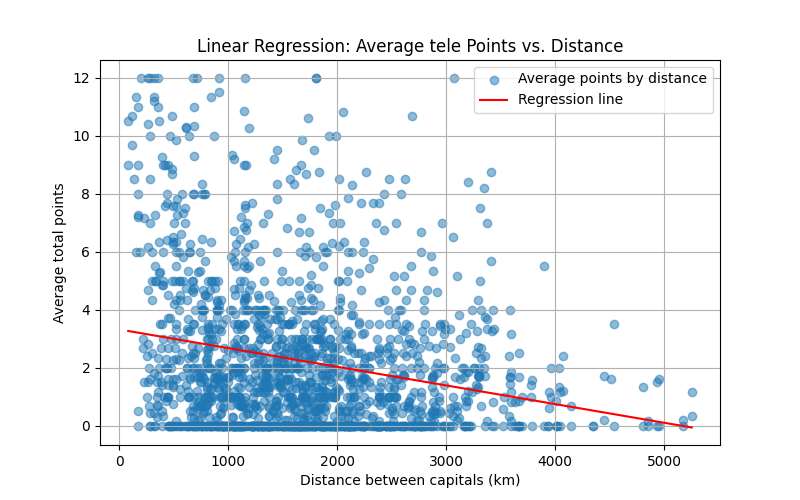 Linear Regression: Average tele Points vs. Distance
Average points by distance
Regression line
Average total points
12
10
8
6
4
2
0
0 1000 2000 3000 4000 5000
Distance between capitals (km)